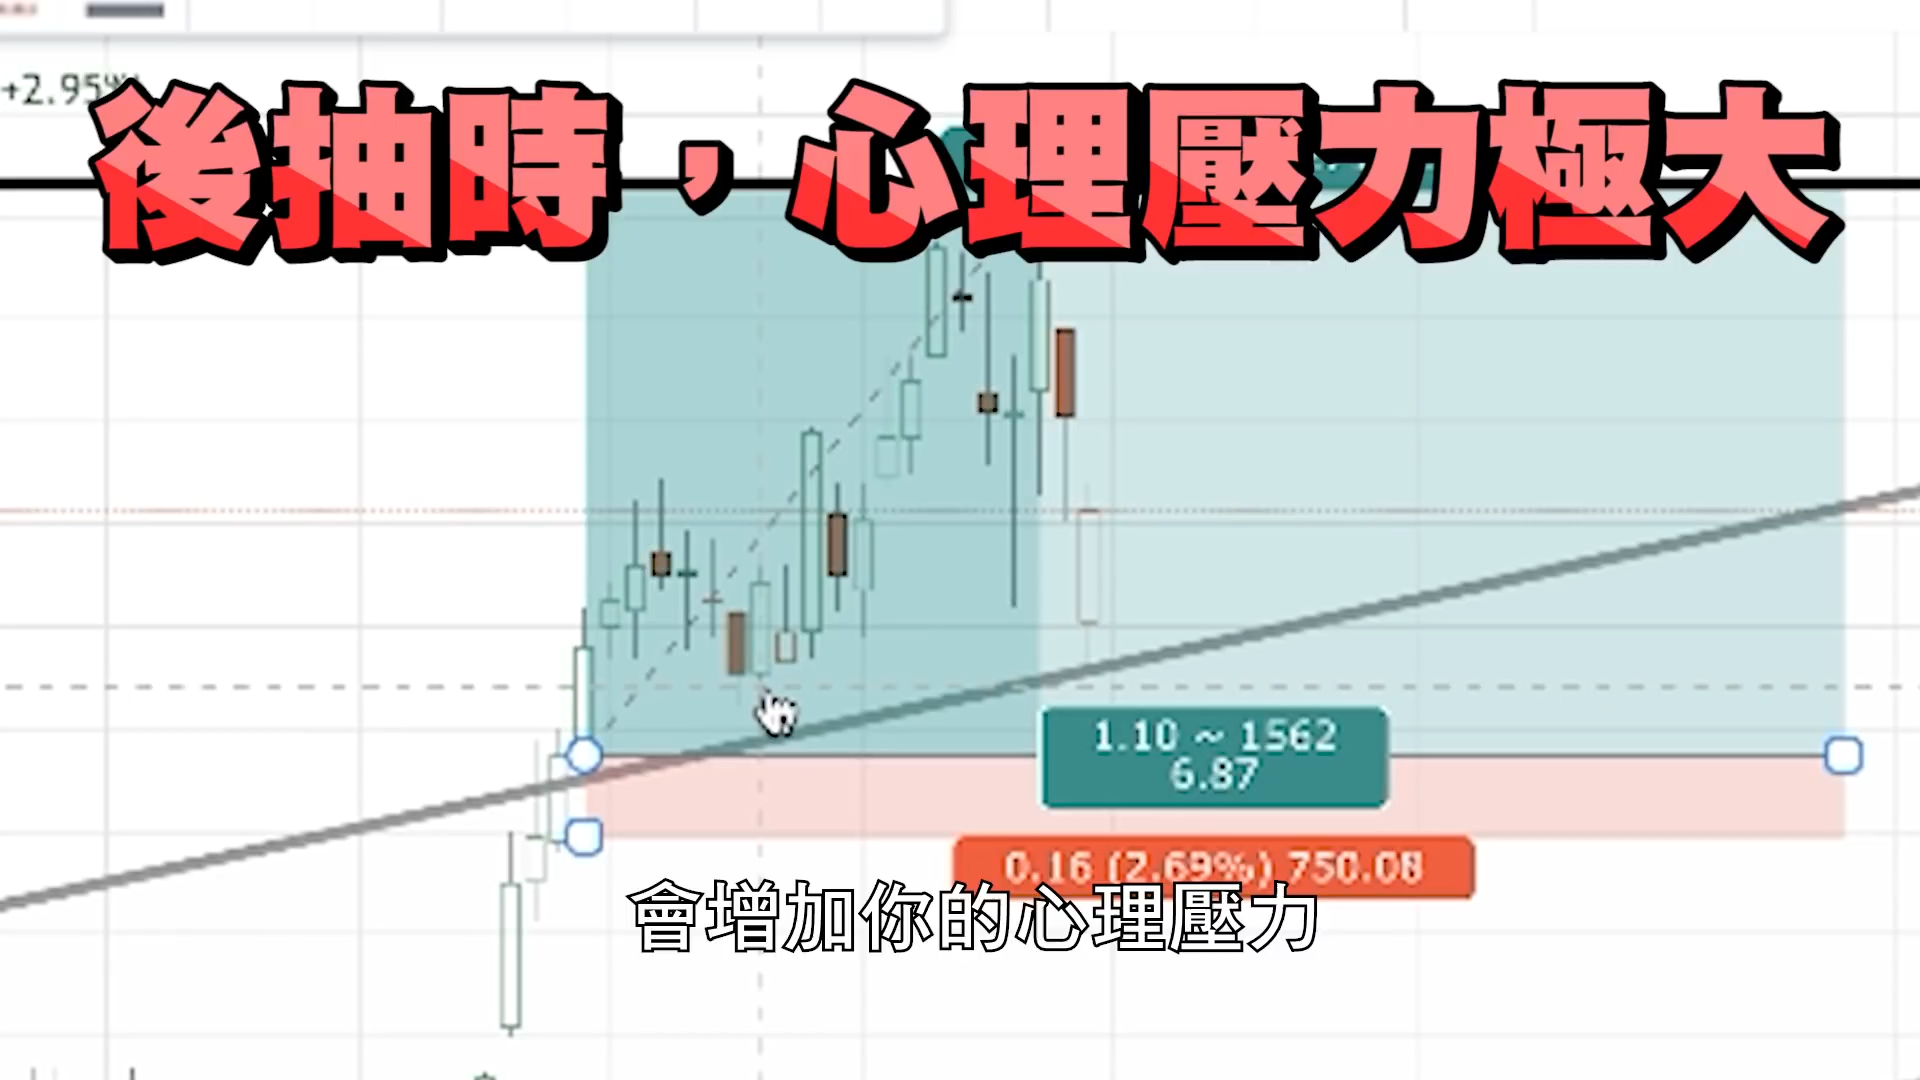 +2.95%
後抽時，心理壓力極大
1.10 ~ 1562
6.87
0.16 (2.69%) 750.08
會增加你的心理壓力